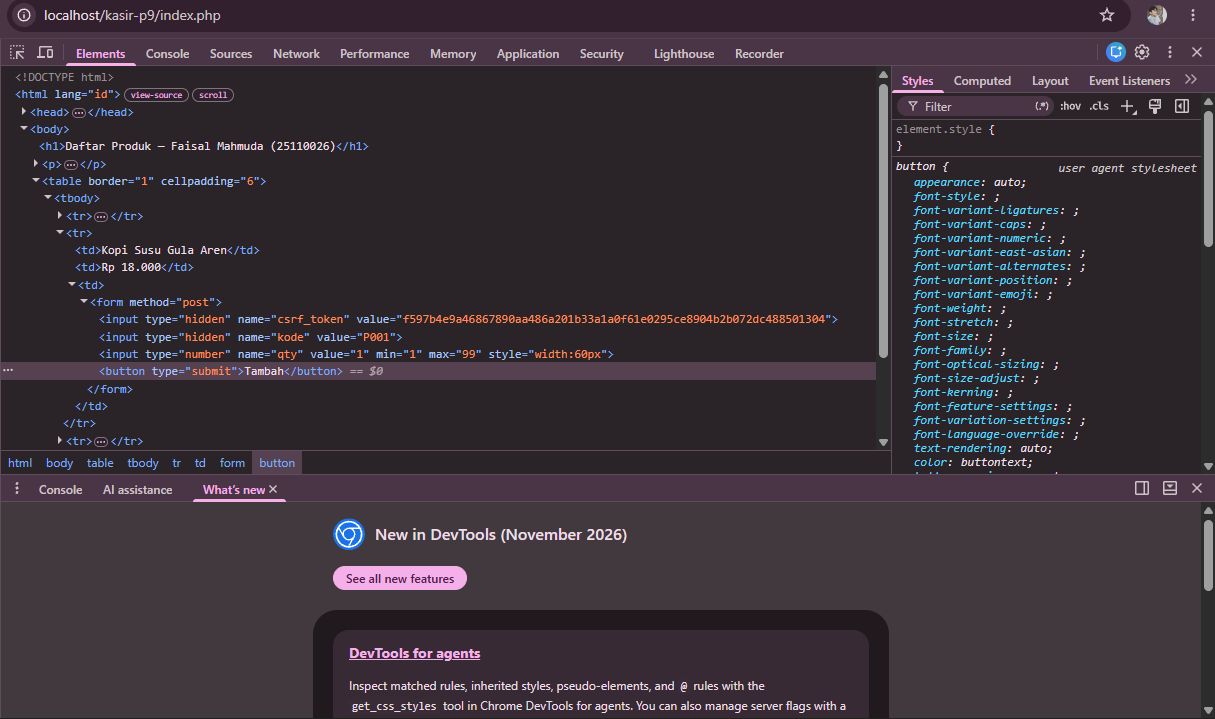 localhost/kasir-p9/index.php
Elements Console Sources Network Performance Memory Application Security Lighthouse Recorder
<!DOCTYPE html>
<html lang="id"> view-source scroll
<head> … </head>
<body>
<h1>Daftar Produk — Faisal Mahmuda (25110026)</h1>
<p> … </p>
<table border="1" cellpadding="6">
<tbody>
<tr> … </tr>
<tr>
<td>Kopi Susu Gula Aren</td>
<td>Rp 18.000</td>
<td>
<form method="post">
<input type="hidden" name="csrf_token" value="f597b4e9a46867890aa486a201b33a1a0f61e0295ce8904b2b072dc488501304">
<input type="hidden" name="kode" value="P001">
<input type="number" name="qty" value="1" min="1" max="99" style="width:60px">
… <button type="submit">Tambah</button> == $0
</form>
</td>
</tr>
<tr> … </tr>
html body table tbody tr td form button
Styles Computed Layout Event Listeners
Filter (.*) :hov .cls
element.style {
}
button { user agent stylesheet
appearance: auto;
font-style: ;
font-variant-ligatures: ;
font-variant-caps: ;
font-variant-numeric: ;
font-variant-east-asian: ;
font-variant-alternates: ;
font-variant-position: ;
font-variant-emoji: ;
font-weight: ;
font-stretch: ;
font-size: ;
font-family: ;
font-optical-sizing: ;
font-size-adjust: ;
font-kerning: ;
font-feature-settings: ;
font-variation-settings: ;
font-language-override: ;
text-rendering: auto;
color: buttontext;
Console AI assistance What's new
New in DevTools (November 2026)
See all new features
DevTools for agents
Inspect matched rules, inherited styles, pseudo-elements, and @ rules with the
get_css_styles tool in Chrome DevTools for agents. You can also manage server flags with a